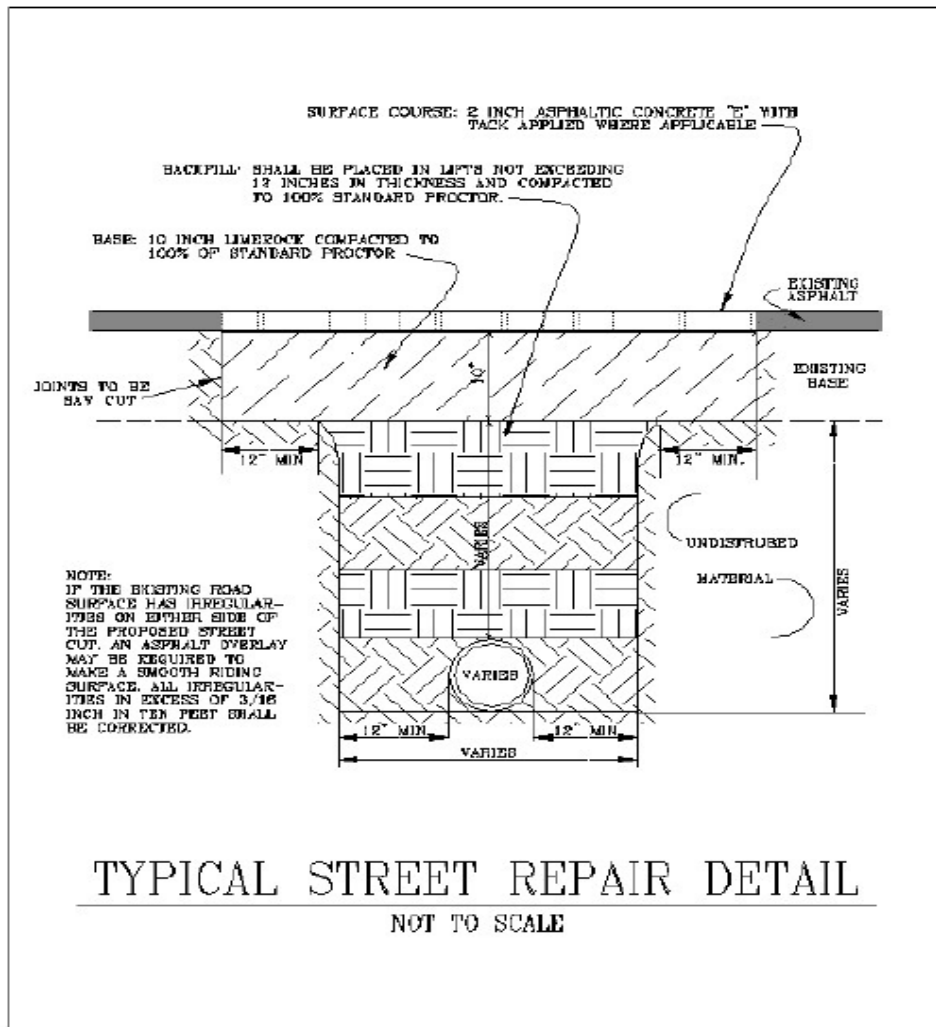 SURFACE COURSE: 2 INCH ASPHALTIC CONCRETE "E" WITH
TACK APPLIED WHERE APPLICABLE
BACKFILL: SHALL BE PLACED IN LIFTS NOT EXCEEDING
12 INCHES IN THICKNESS AND COMPACTED
TO 100% STANDARD PROCTOR.
BASE: 10 INCH LIMEROCK COMPACTED TO
100% OF STANDARD PROCTOR
EXISTING
ASPHALT
10"
EXISTING
BASE
JOINTS TO BE
SAW CUT
12" MIN
12" MIN.
VARIES
UNDISTRUBED
MATERIAL
VARIES
NOTE:
IF THE EXISTING ROAD
SURFACE HAS IRREGULAR-
ITIES ON EITHER SIDE OF
THE PROPOSED STREET
CUT, AN ASPHALT OVERLAY
MAY BE REQUIRED TO
MAKE A SMOOTH RIDING
SURFACE. ALL IRREGULAR-
ITIES IN EXCESS OF 3/16
INCH IN TEN FEET SHALL
BE CORRECTED.
VARIES
12" MIN
12" MIN
VARIES
TYPICAL STREET REPAIR DETAIL
NOT TO SCALE